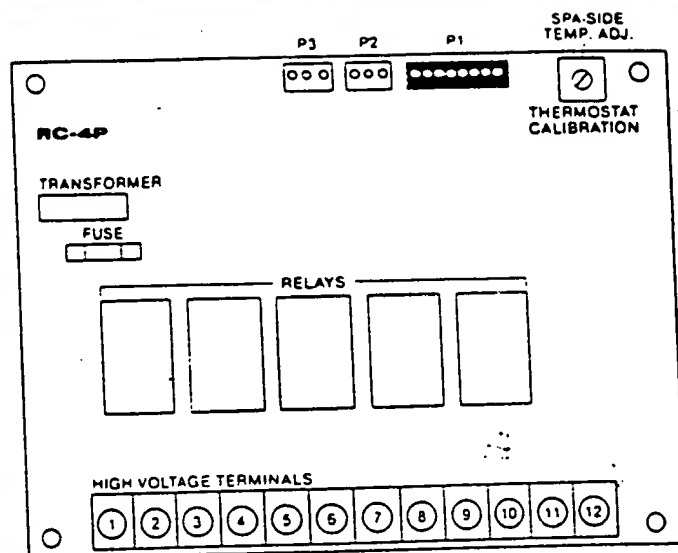 SPA-SIDE
TEMP. ADJ.
P3 P2 P1
THERMOSTAT
CALIBRATION
RC-4P
TRANSFORMER
FUSE
RELAYS
HIGH VOLTAGE TERMINALS
1 2 3 4 5 6 7 8 9 10 11 12